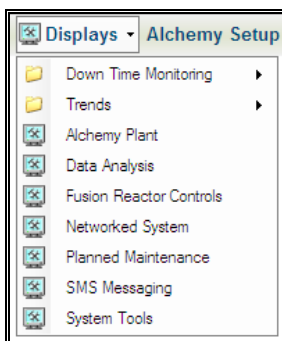 Displays Alchemy Setup
Down Time Monitoring
Trends
Alchemy Plant
Data Analysis
Fusion Reactor Controls
Networked System
Planned Maintenance
SMS Messaging
System Tools